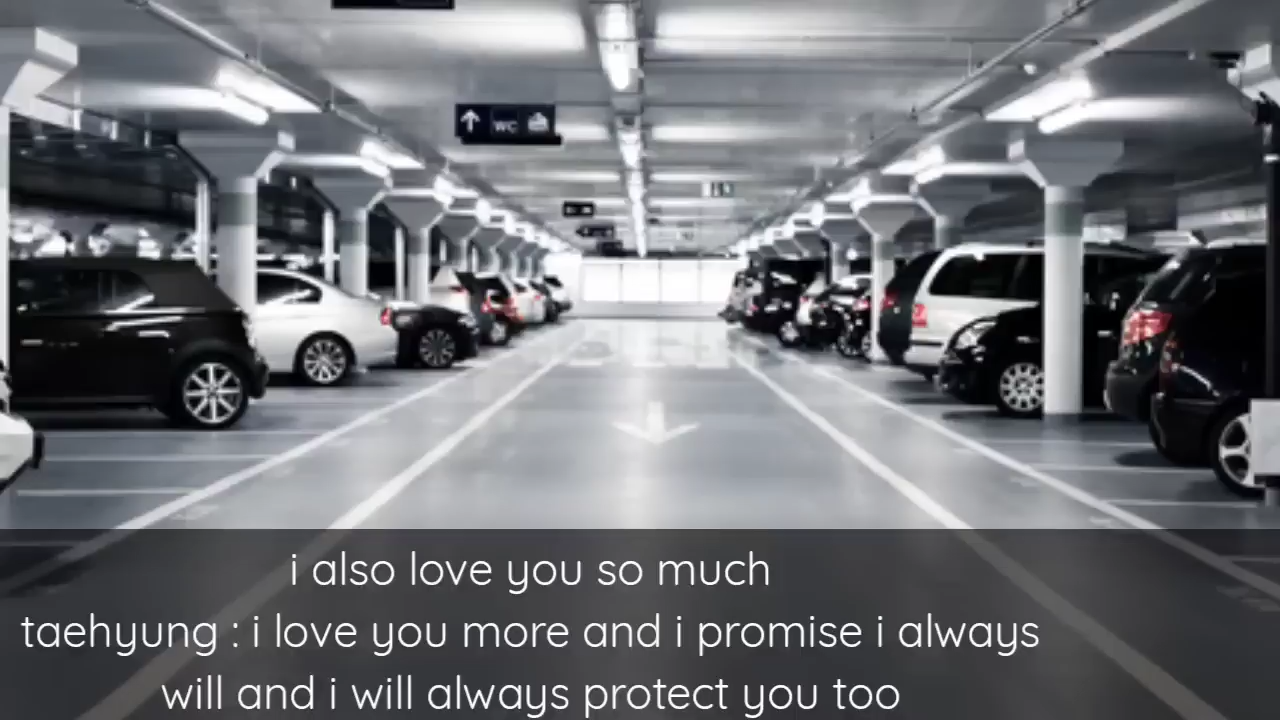 WC
i also love you so much
taehyung : i love you more and i promise i always
will and i will always protect you too